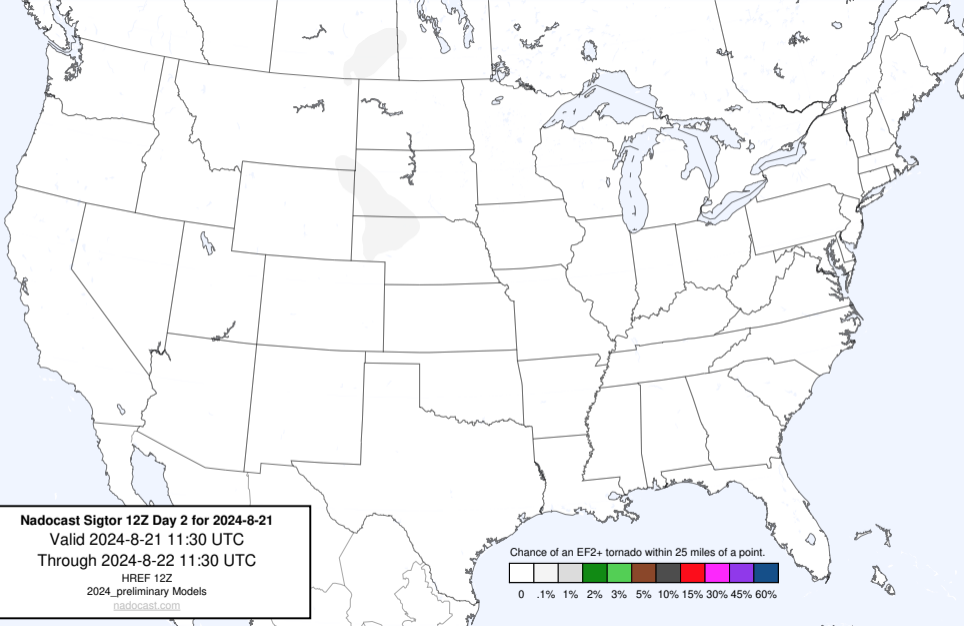 Nadocast Sigtor 12Z Day 2 for 2024-8-21
Valid 2024-8-21 11:30 UTC
Through 2024-8-22 11:30 UTC
HREF 12Z
2024_preliminary Models
nadocast.com
Chance of an EF2+ tornado within 25 miles of a point.
0 .1% 1% 2% 3% 5% 10% 15% 30% 45% 60%